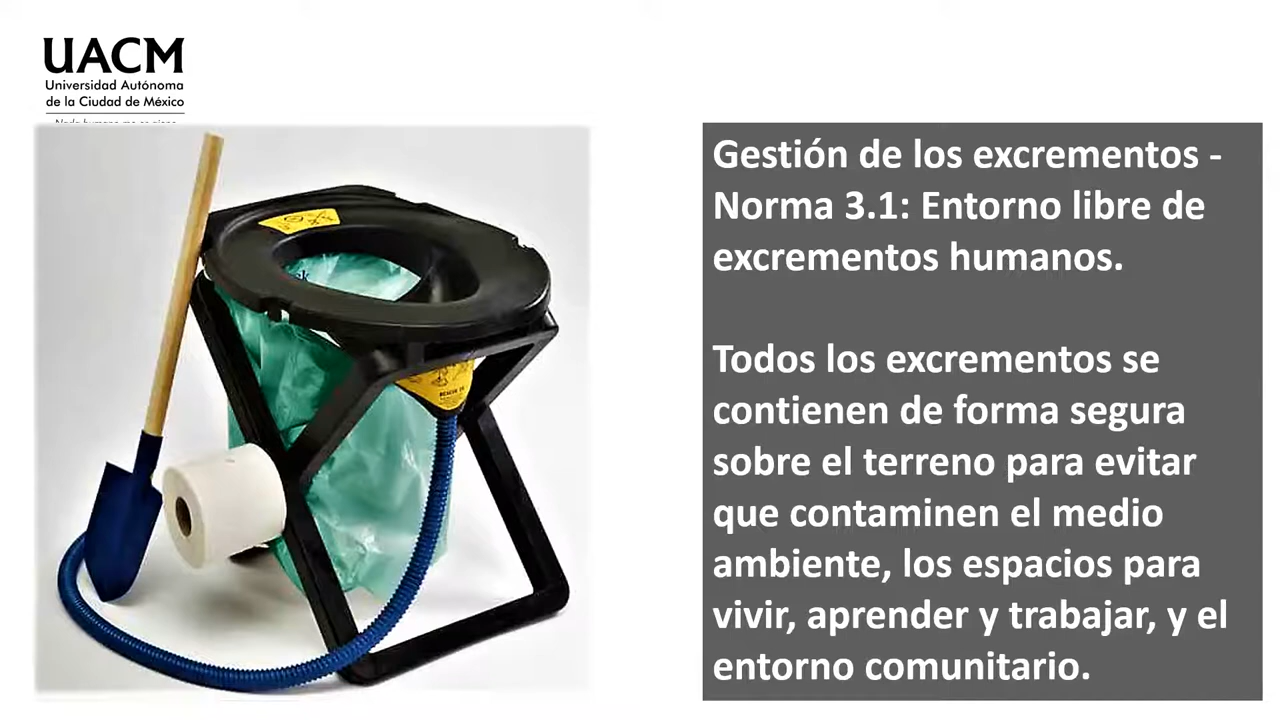 UACM
Universidad Autónoma
de la Ciudad de México
Gestión de los excrementos -
Norma 3.1: Entorno libre de
excrementos humanos.
Todos los excrementos se
contienen de forma segura
sobre el terreno para evitar
que contaminen el medio
ambiente, los espacios para
vivir, aprender y trabajar, y el
entorno comunitario.